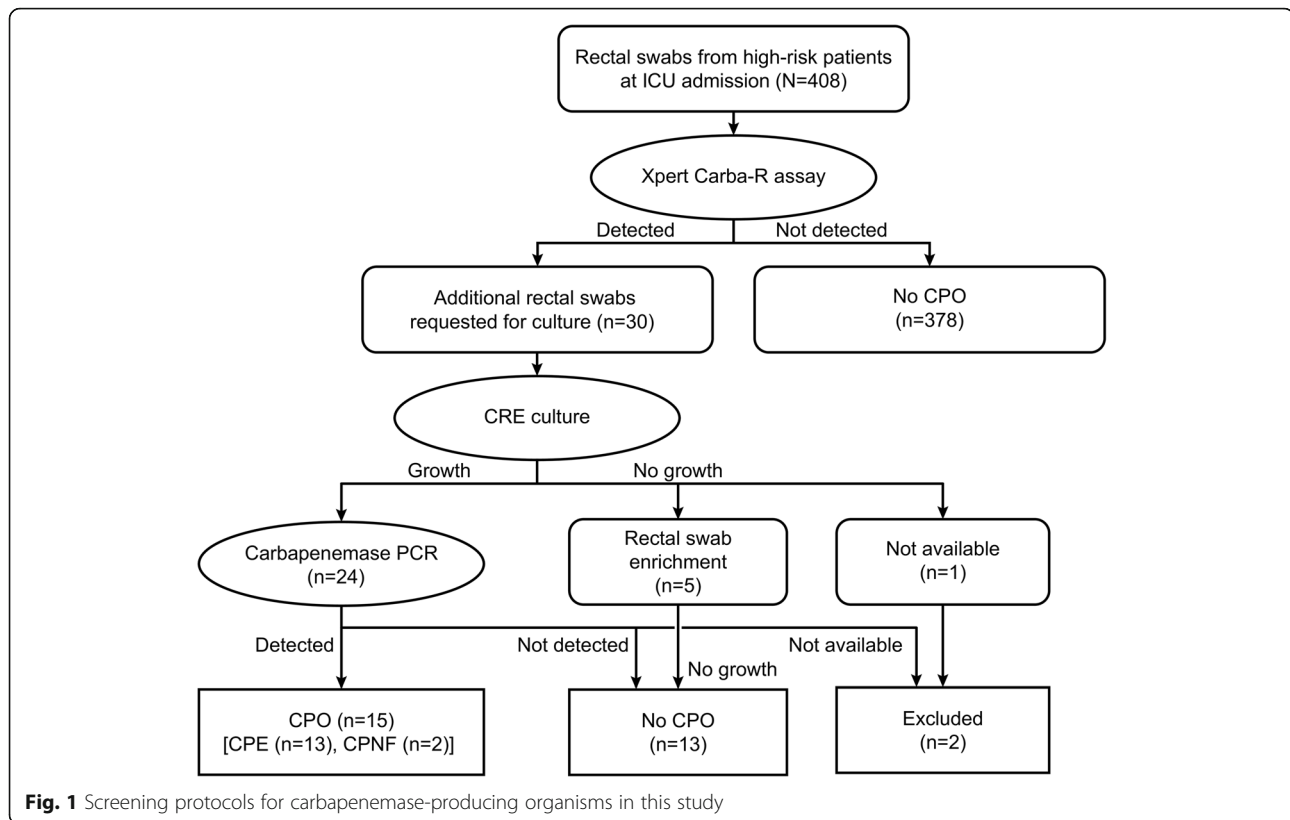 Rectal swabs from high-risk patients
at ICU admission (N=408)
Xpert Carba-R assay
Detected
Not detected
Additional rectal swabs
requested for culture (n=30)
No CPO
(n=378)
CRE culture
Growth
No growth
Carbapenemase PCR
(n=24)
Rectal swab
enrichment
(n=5)
Not available
(n=1)
Detected
Not detected
No growth
Not available
CPO (n=15)
[CPE (n=13), CPNF (n=2)]
No CPO
(n=13)
Excluded
(n=2)
Fig. 1 Screening protocols for carbapenemase-producing organisms in this study